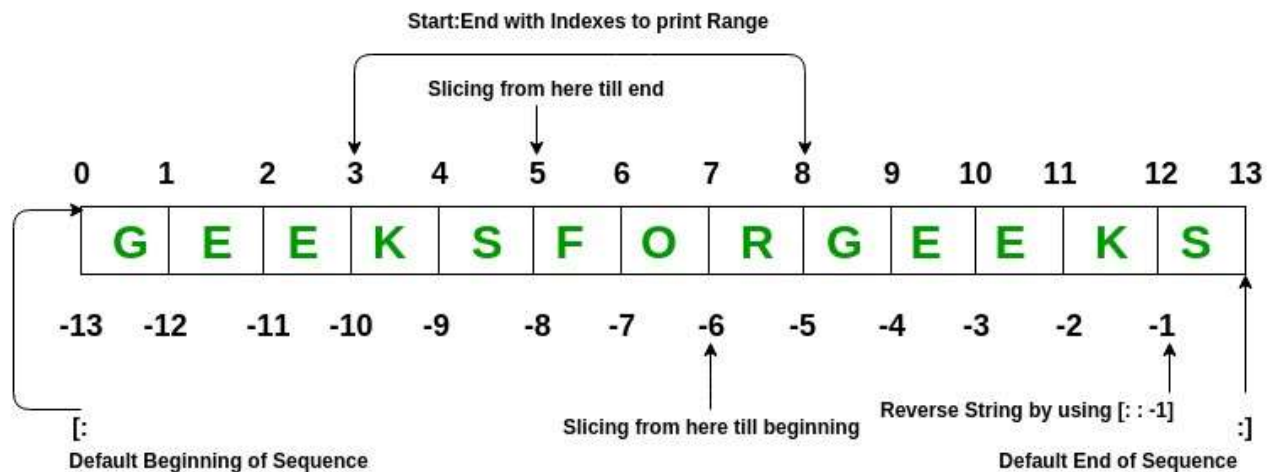 Start:End with Indexes to print Range
Slicing from here till end
0 1 2 3 4 5 6 7 8 9 10 11 12 13
G E E K S F O R G E E K S
-13 -12 -11 -10 -9 -8 -7 -6 -5 -4 -3 -2 -1
Reverse String by using [: : -1]
[: Slicing from here till beginning :]
Default Beginning of Sequence Default End of Sequence